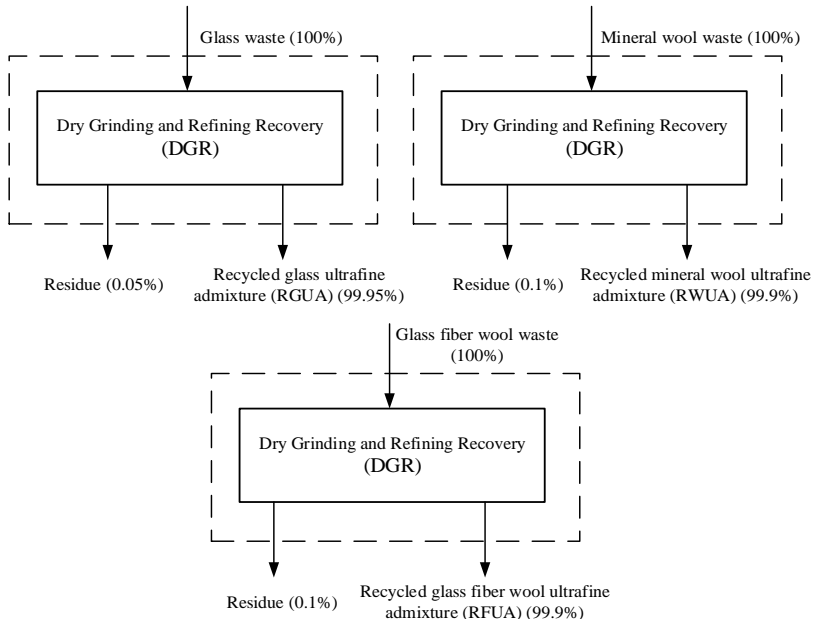 Glass waste (100%)
Dry Grinding and Refining Recovery
(DGR)
Residue (0.05%)
Recycled glass ultrafine
admixture (RGUA) (99.95%)
Mineral wool waste (100%)
Dry Grinding and Refining Recovery
(DGR)
Residue (0.1%)
Recycled mineral wool ultrafine
admixture (RWUA) (99.9%)
Glass fiber wool waste
(100%)
Dry Grinding and Refining Recovery
(DGR)
Residue (0.1%)
Recycled glass fiber wool ultrafine
admixture (RFUA) (99.9%)